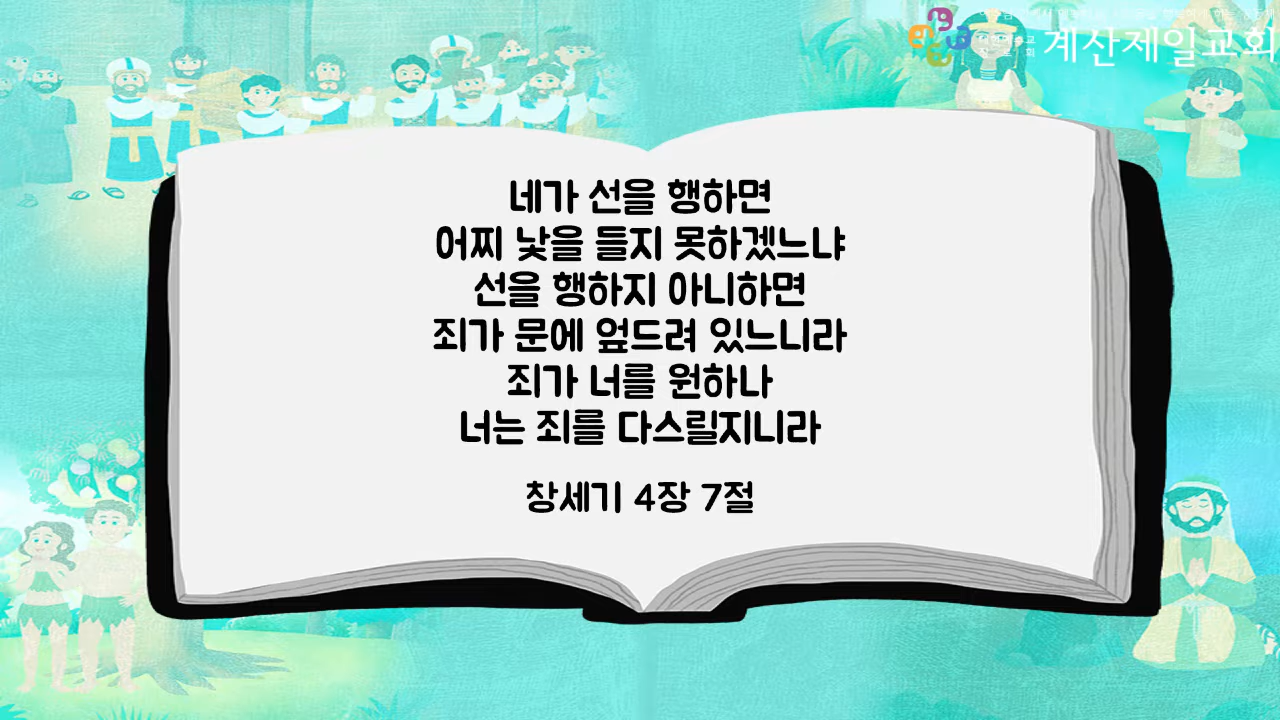 계산제일교회
네가 선을 행하면
어찌 낯을 들지 못하겠느냐
선을 행하지 아니하면
죄가 문에 엎드려 있느니라
죄가 너를 원하나
너는 죄를 다스릴지니라
창세기 4장 7절